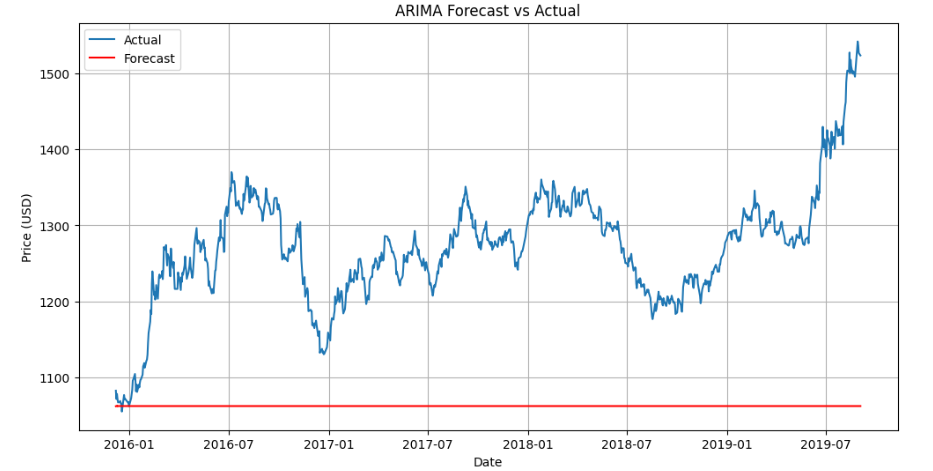 ARIMA Forecast vs Actual
Actual
Forecast
Price (USD)
1500
1400
1300
1200
1100
2016-01 2016-07 2017-01 2017-07 2018-01 2018-07 2019-01 2019-07
Date